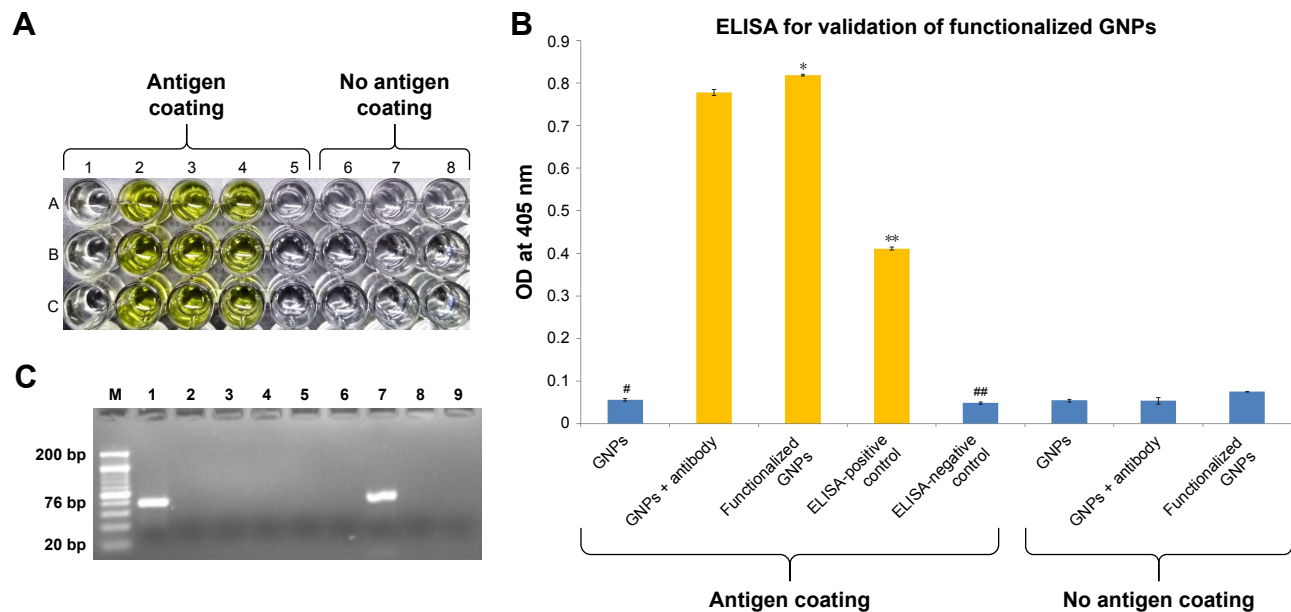 A
Antigen
coating
No antigen
coating
1 2 3 4 5 6 7 8
A
B
C
B
ELISA for validation of functionalized GNPs
OD at 405 nm
0.9
0.8
0.7
0.6
0.5
0.4
0.3
0.2
0.1
0
#
*
**
##
GNPs
GNPs + antibody
Functionalized
GNPs
ELISA-positive
control
ELISA-negative
control
GNPs
GNPs + antibody
Functionalized
GNPs
Antigen coating
No antigen coating
C
M 1 2 3 4 5 6 7 8 9
200 bp
76 bp
20 bp